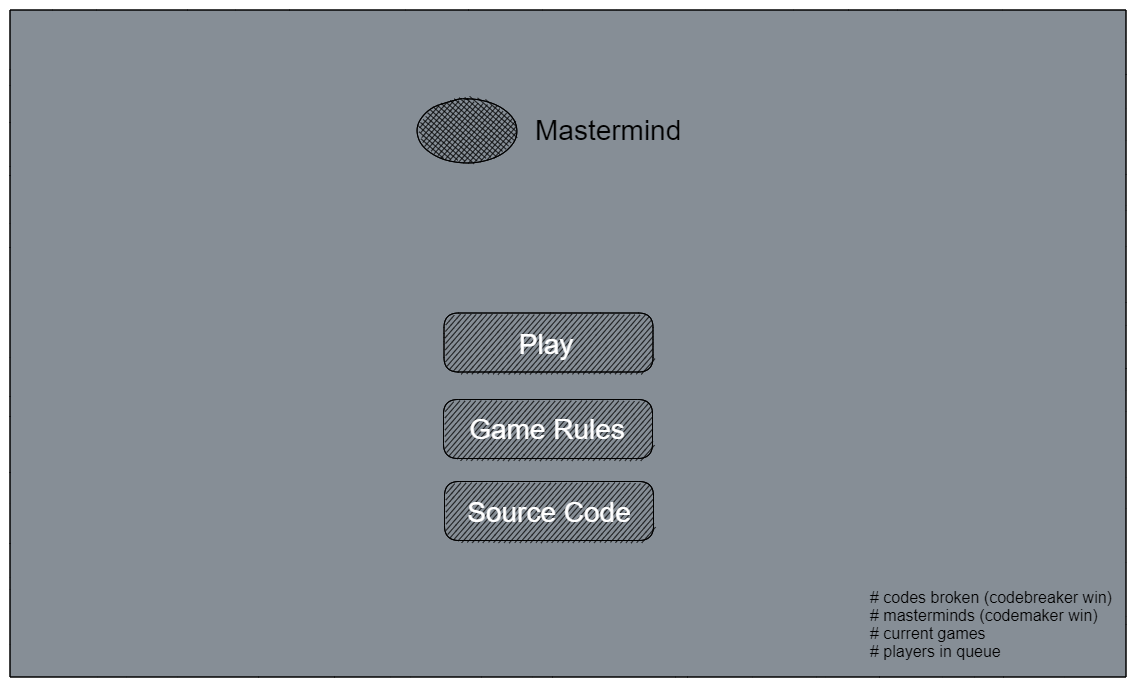 Mastermind
Play
Game Rules
Source Code
# codes broken (codebreaker win)
# masterminds (codemaker win)
# current games
# players in queue